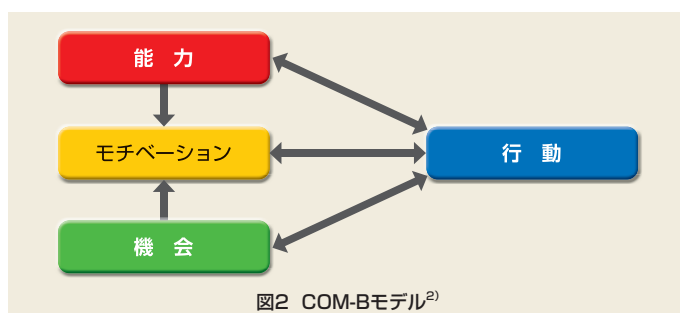 能 力
モチベーション
行 動
機 会
図2 COM-Bモデル2)